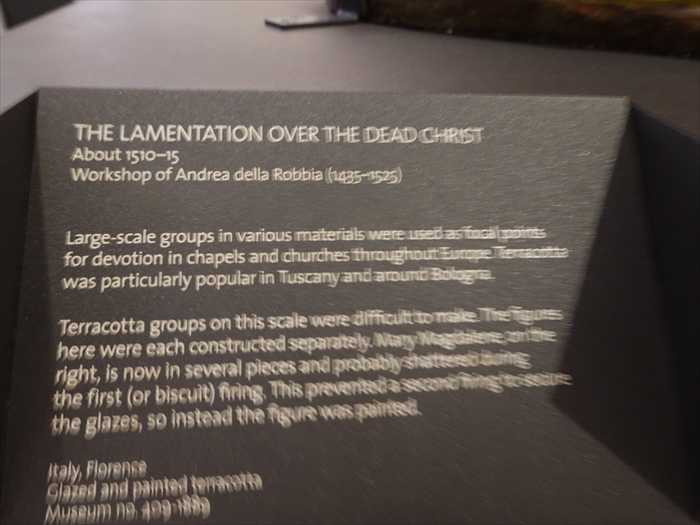 THE LAMENTATION OVER THE DEAD CHRIST
About 1510–15
Workshop of Andrea della Robbia (1435–1525)
Large-scale groups in various materials were used as focal points
for devotion in chapels and churches throughout Europe. Terracotta
was particularly popular in Tuscany and around Bologna.
Terracotta groups on this scale were difficult to make. The figures
here were each constructed separately. Mary Magdalene, on the
right, is now in several pieces and probably shattered during
the first (or biscuit) firing. This prevented a second firing to secure
the glazes, so instead the figure was painted.
Italy, Florence
Glazed and painted terracotta
Museum no. 409-1889